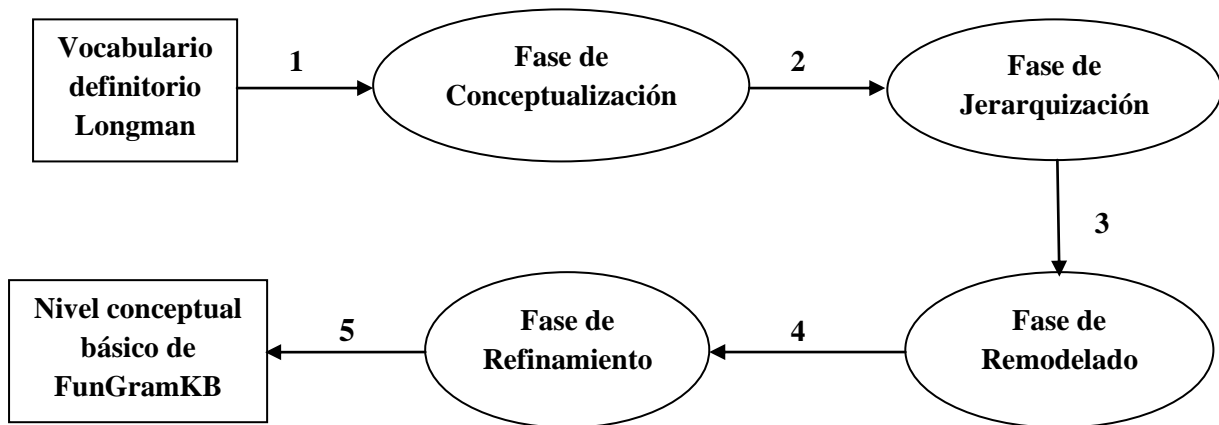 Vocabulario
definitorio
Longman
1
Fase de
Conceptualización
2
Fase de
Jerarquización
3
Fase de
Remodelado
4
Fase de
Refinamiento
5
Nivel conceptual
básico de
FunGramKB